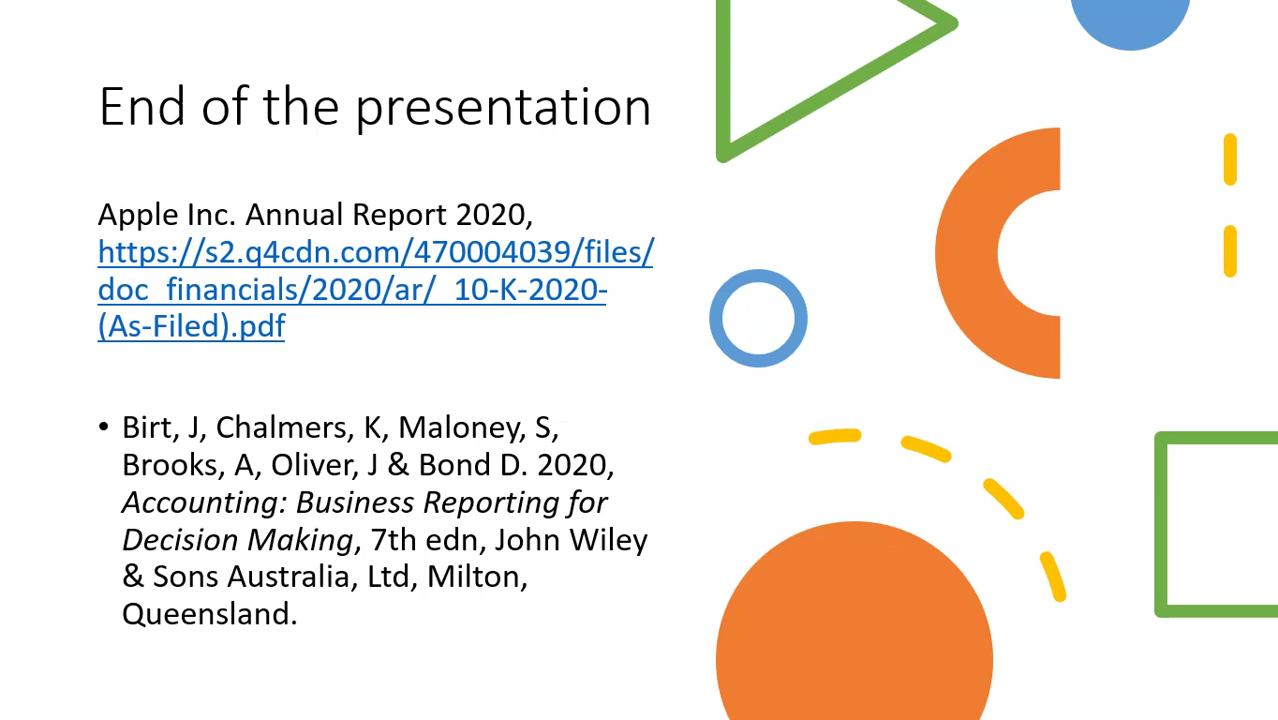 End of the presentation
Apple Inc. Annual Report 2020,
https://s2.q4cdn.com/470004039/files/
doc_financials/2020/ar/_10-K-2020-
(As-Filed).pdf
• Birt, J, Chalmers, K, Maloney, S,
Brooks, A, Oliver, J & Bond D. 2020,
Accounting: Business Reporting for
Decision Making, 7th edn, John Wiley
& Sons Australia, Ltd, Milton,
Queensland.